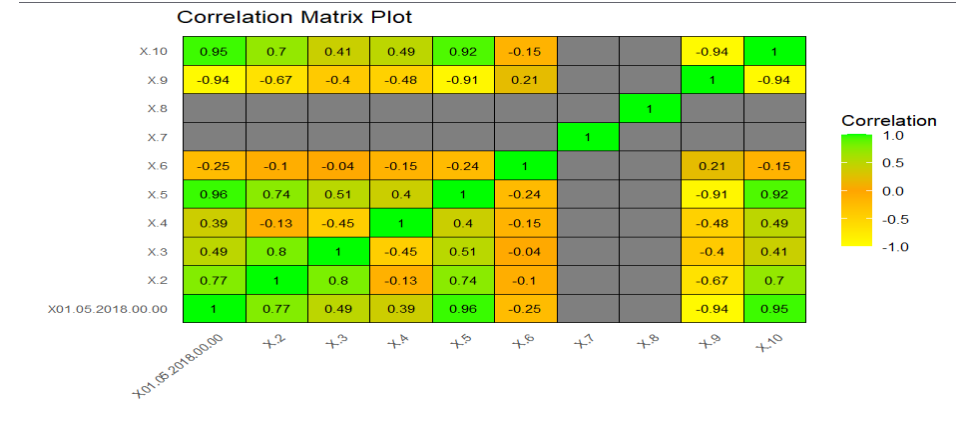 Correlation Matrix Plot
X.10 0.95 0.7 0.41 0.49 0.92 -0.15 -0.94 1
X.9 -0.94 -0.67 -0.4 -0.48 -0.91 0.21 1 -0.94
X.8 1
X.7 1
X.6 -0.25 -0.1 -0.04 -0.15 -0.24 1 0.21 -0.15
X.5 0.96 0.74 0.51 0.4 1 -0.24 -0.91 0.92
X.4 0.39 -0.13 -0.45 1 0.4 -0.15 -0.48 0.49
X.3 0.49 0.8 1 -0.45 0.51 -0.04 -0.4 0.41
X.2 0.77 1 0.8 -0.13 0.74 -0.1 -0.67 0.7
X01.05.2018.00.00 1 0.77 0.49 0.39 0.96 -0.25 -0.94 0.95
X01.05.2018.00.00 X.2 X.3 X.4 X.5 X.6 X.7 X.8 X.9 X.10
Correlation
1.0
0.5
0.0
-0.5
-1.0